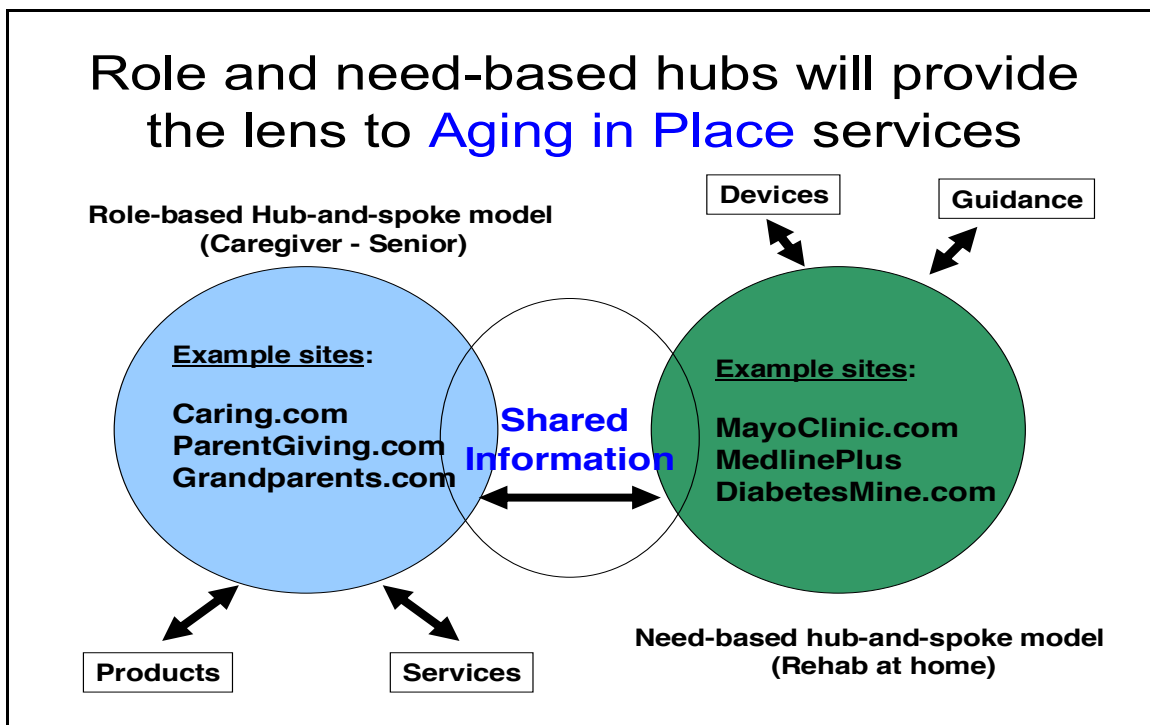 Role and need-based hubs will provide
the lens to Aging in Place services
Role-based Hub-and-spoke model
(Caregiver - Senior)
Devices
Guidance
Example sites:
Caring.com
ParentGiving.com
Grandparents.com
Shared
Information
Example sites:
MayoClinic.com
MedlinePlus
DiabetesMine.com
Products
Services
Need-based hub-and-spoke model
(Rehab at home)